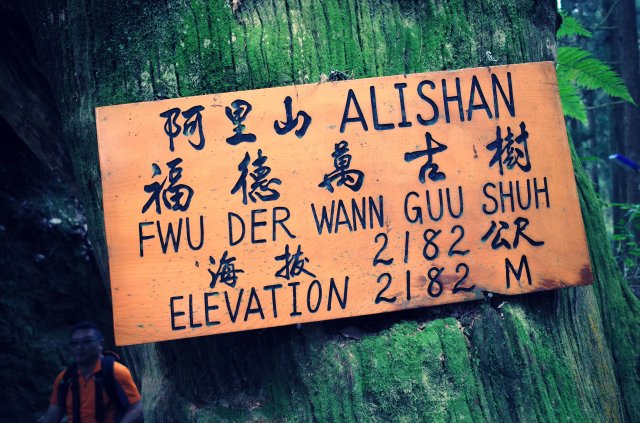 阿里山 ALISHAN
福德萬古樹
FWU DER WANN GUU SHUH
海拔 2182 公尺
ELEVATION 2182 M